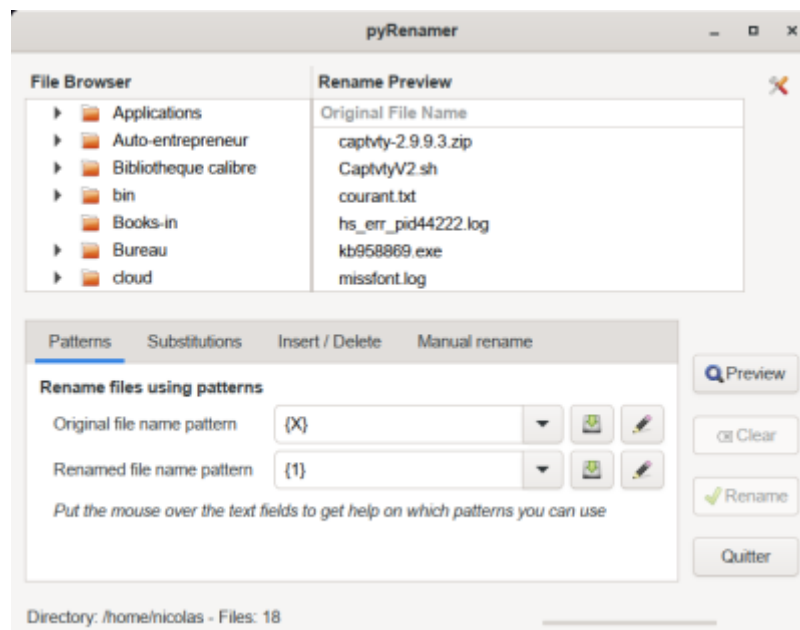 pyRenamer
File Browser
Rename Preview
Applications
Auto-entrepreneur
Bibliotheque calibre
bin
Books-in
Bureau
cloud
Original File Name
captvty-2.9.9.3.zip
CaptvtyV2.sh
courant.txt
hs_err_pid44222.log
kb958869.exe
missfont.log
Patterns Substitutions Insert / Delete Manual rename
Rename files using patterns
Original file name pattern {X}
Renamed file name pattern {1}
Put the mouse over the text fields to get help on which patterns you can use
Preview
Clear
Rename
Quitter
Directory: /home/nicolas - Files: 18